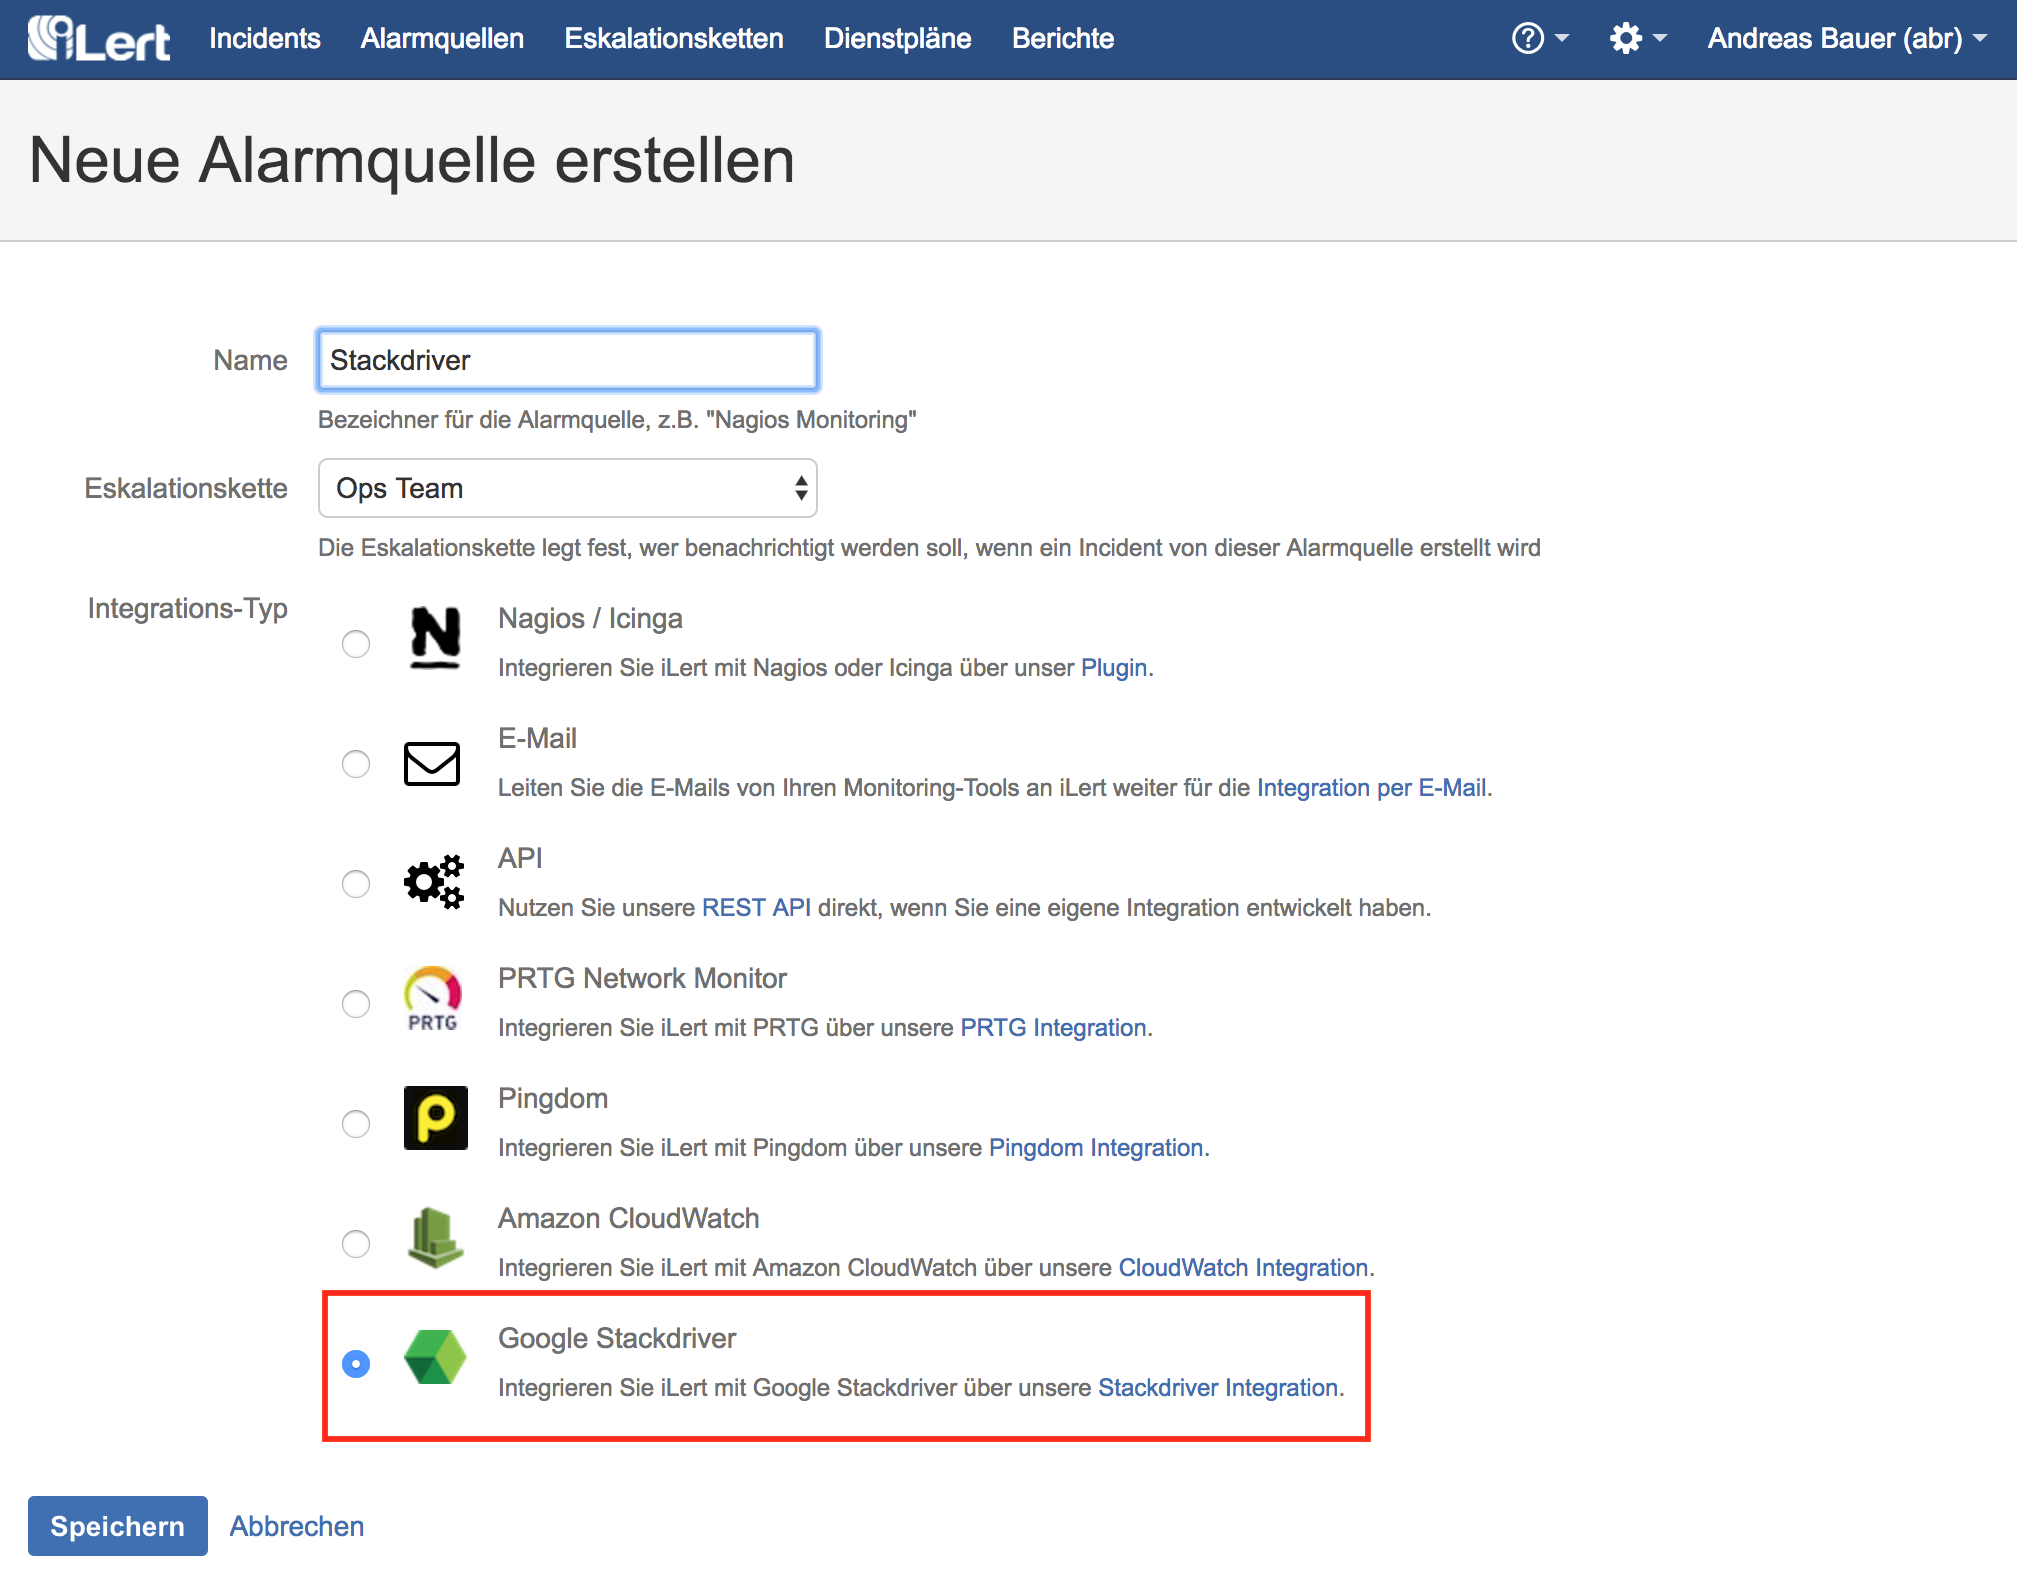 iLert Incidents Alarmquellen Eskalationsketten Dienstpläne Berichte ? Andreas Bauer (abr)
Neue Alarmquelle erstellen
Name Stackdriver
Bezeichner für die Alarmquelle, z.B. "Nagios Monitoring"
Eskalationskette Ops Team
Die Eskalationskette legt fest, wer benachrichtigt werden soll, wenn ein Incident von dieser Alarmquelle erstellt wird
Integrations-Typ
N Nagios / Icinga
Integrieren Sie iLert mit Nagios oder Icinga über unser Plugin.
E-Mail
Leiten Sie die E-Mails von Ihren Monitoring-Tools an iLert weiter für die Integration per E-Mail.
API
Nutzen Sie unsere REST API direkt, wenn Sie eine eigene Integration entwickelt haben.
PRTG Network Monitor
PRTG
Integrieren Sie iLert mit PRTG über unsere PRTG Integration.
Pingdom
Integrieren Sie iLert mit Pingdom über unsere Pingdom Integration.
Amazon CloudWatch
Integrieren Sie iLert mit Amazon CloudWatch über unsere CloudWatch Integration.
Google Stackdriver
Integrieren Sie iLert mit Google Stackdriver über unsere Stackdriver Integration.
Speichern Abbrechen